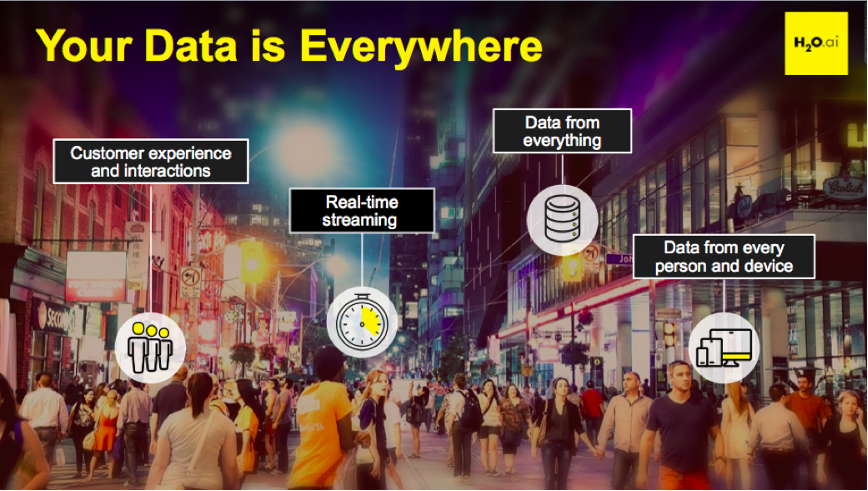 Your Data is Everywhere
H2O.ai
Data from
everything
Customer experience
and interactions
Real-time
streaming
Data from every
person and device